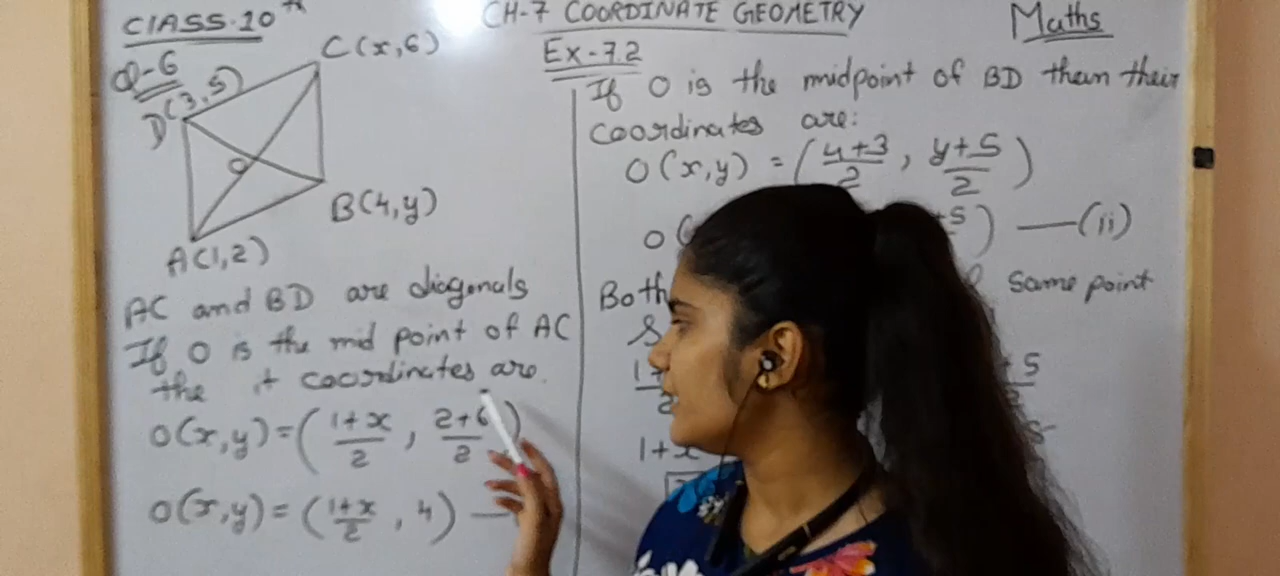 CLASS-10th
CH-7 COORDINATE GEOMETRY
Maths
Q-6
C(x,6)
D(3,5)
O
B(4,y)
A(1,2)
AC and BD are diagonals
If O is the mid point of AC
the it coordinates are.
O(x,y)=(1+x/2, 2+6/2)
O(x,y)=(1+x/2, 4) —
Ex-7.2
If O is the midpoint of BD then their
coordinates are:
O(x,y) = (4+3/2, y+5/2)
O( +5 ) —(ii)
Both same point
1+x